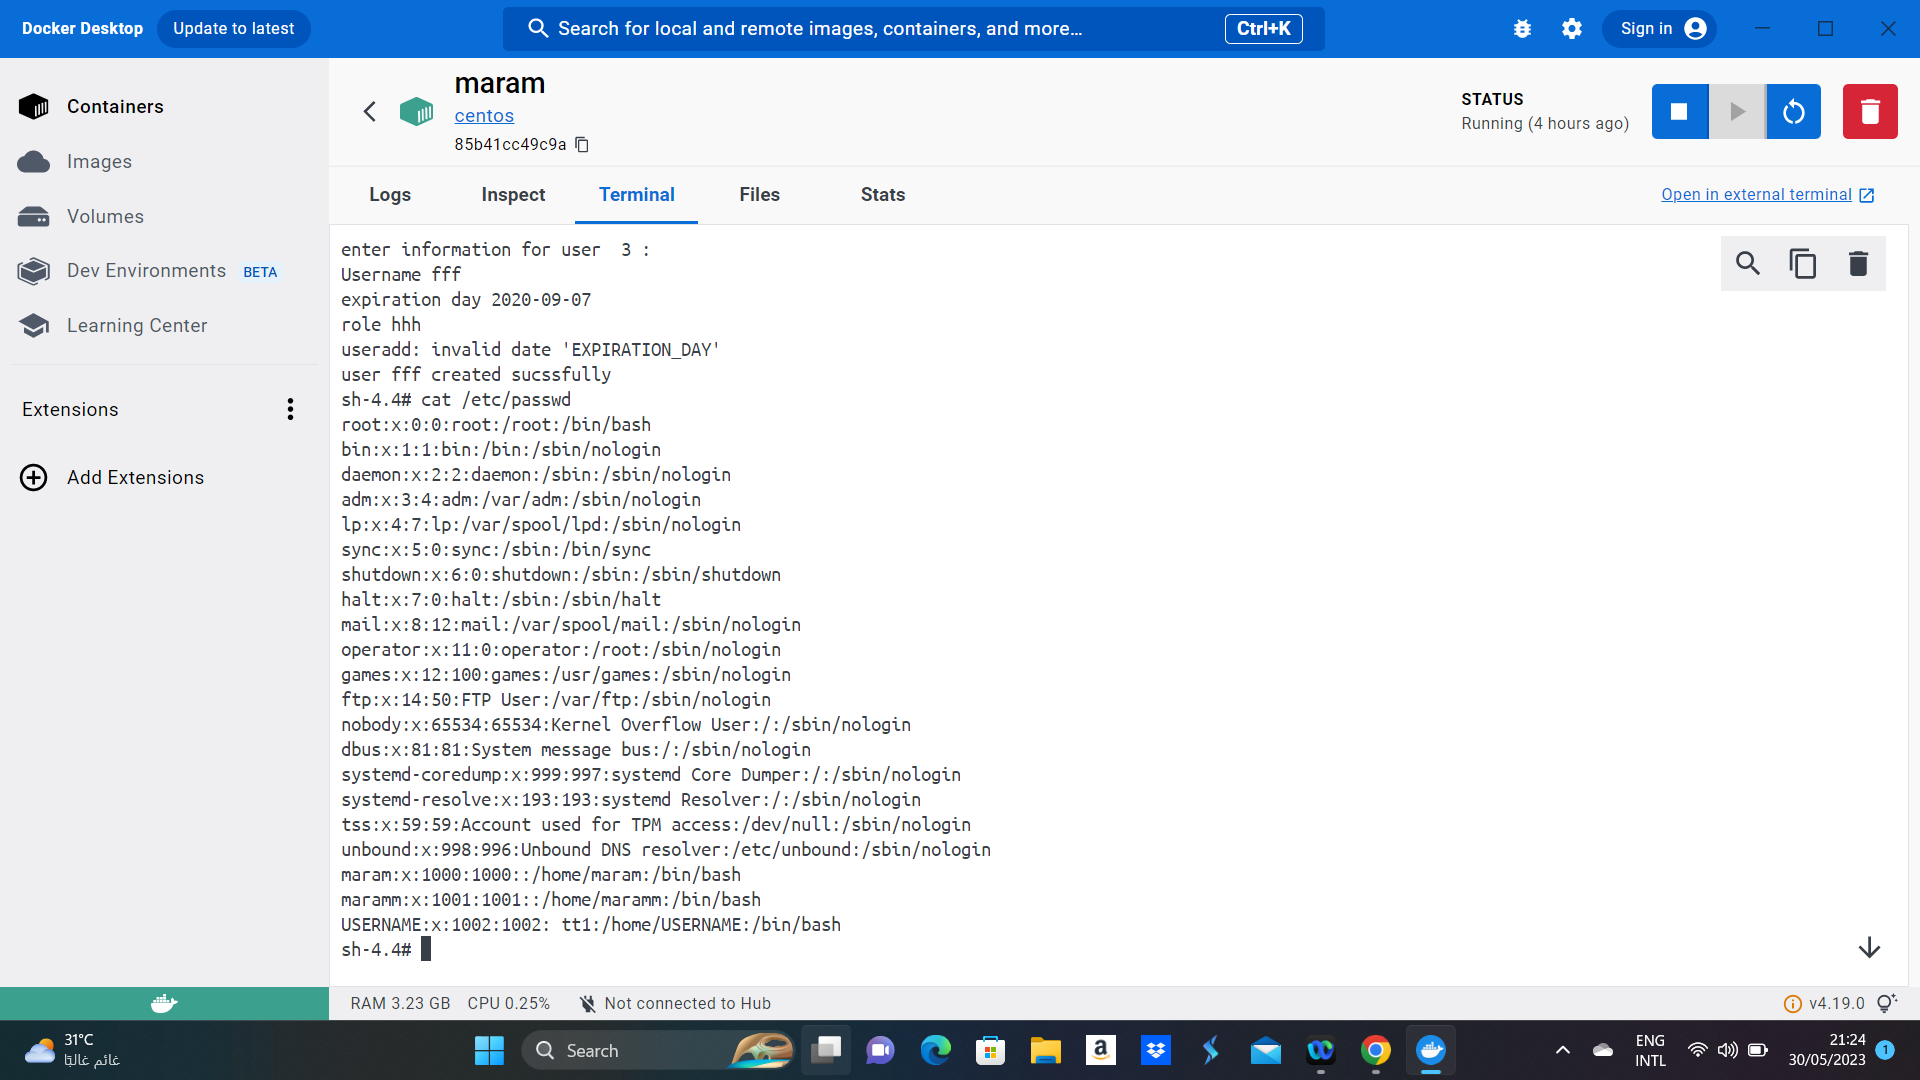 Docker Desktop
Update to latest
Search for local and remote images, containers, and more...
Ctrl+K
Sign in
Containers
Images
Volumes
Dev Environments BETA
Learning Center
Extensions
Add Extensions
maram
centos
85b41cc49c9a
STATUS
Running (4 hours ago)
Logs
Inspect
Terminal
Files
Stats
Open in external terminal
enter information for user  3 :
Username fff
expiration day 2020-09-07
role hhh
useradd: invalid date 'EXPIRATION_DAY'
user fff created sucssfully
sh-4.4# cat /etc/passwd
root:x:0:0:root:/root:/bin/bash
bin:x:1:1:bin:/bin:/sbin/nologin
daemon:x:2:2:daemon:/sbin:/sbin/nologin
adm:x:3:4:adm:/var/adm:/sbin/nologin
lp:x:4:7:lp:/var/spool/lpd:/sbin/nologin
sync:x:5:0:sync:/sbin:/bin/sync
shutdown:x:6:0:shutdown:/sbin:/sbin/shutdown
halt:x:7:0:halt:/sbin:/sbin/halt
mail:x:8:12:mail:/var/spool/mail:/sbin/nologin
operator:x:11:0:operator:/root:/sbin/nologin
games:x:12:100:games:/usr/games:/sbin/nologin
ftp:x:14:50:FTP User:/var/ftp:/sbin/nologin
nobody:x:65534:65534:Kernel Overflow User:/:/sbin/nologin
dbus:x:81:81:System message bus:/:/sbin/nologin
systemd-coredump:x:999:997:systemd Core Dumper:/:/sbin/nologin
systemd-resolve:x:193:193:systemd Resolver:/:/sbin/nologin
tss:x:59:59:Account used for TPM access:/dev/null:/sbin/nologin
unbound:x:998:996:Unbound DNS resolver:/etc/unbound:/sbin/nologin
maram:x:1000:1000::/home/maram:/bin/bash
maramm:x:1001:1001::/home/maramm:/bin/bash
USERNAME:x:1002:1002: tt1:/home/USERNAME:/bin/bash
sh-4.4#
RAM 3.23 GB
CPU 0.25%
Not connected to Hub
v4.19.0
31°C
غائم غالبًا
Search
ENG
INTL
21:24
30/05/2023
1